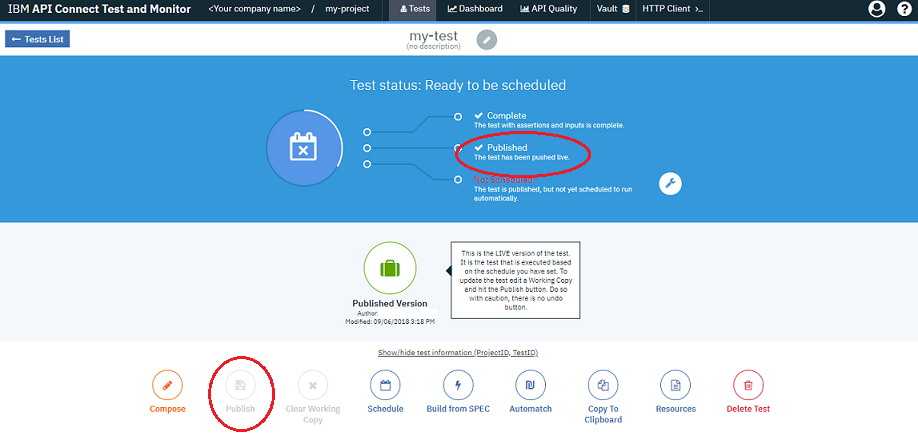 IBM API Connect Test and Monitor <Your company name> / my-project Tests Dashboard API Quality Vault HTTP Client >_ ?
← Tests List
my-test
(no description)
Test status: Ready to be scheduled
Complete
The test with assertions and inputs is complete.
Published
The test has been pushed live.
Not Scheduled
The test is published, but not yet scheduled to run
automatically.
This is the LIVE version of the test.
It is the test that is executed based
on the schedule you have set. To
update the test edit a Working Copy
and hit the Publish button. Do so
with caution, there is no undo
button.
Published Version
Author:
Modified: 09/06/2018 3:18 PM
Show/hide test information (ProjectID, TestID)
Compose
Publish
Clear Working
Copy
Schedule
Build from SPEC
Automatch
Copy To
Clipboard
Resources
Delete Test